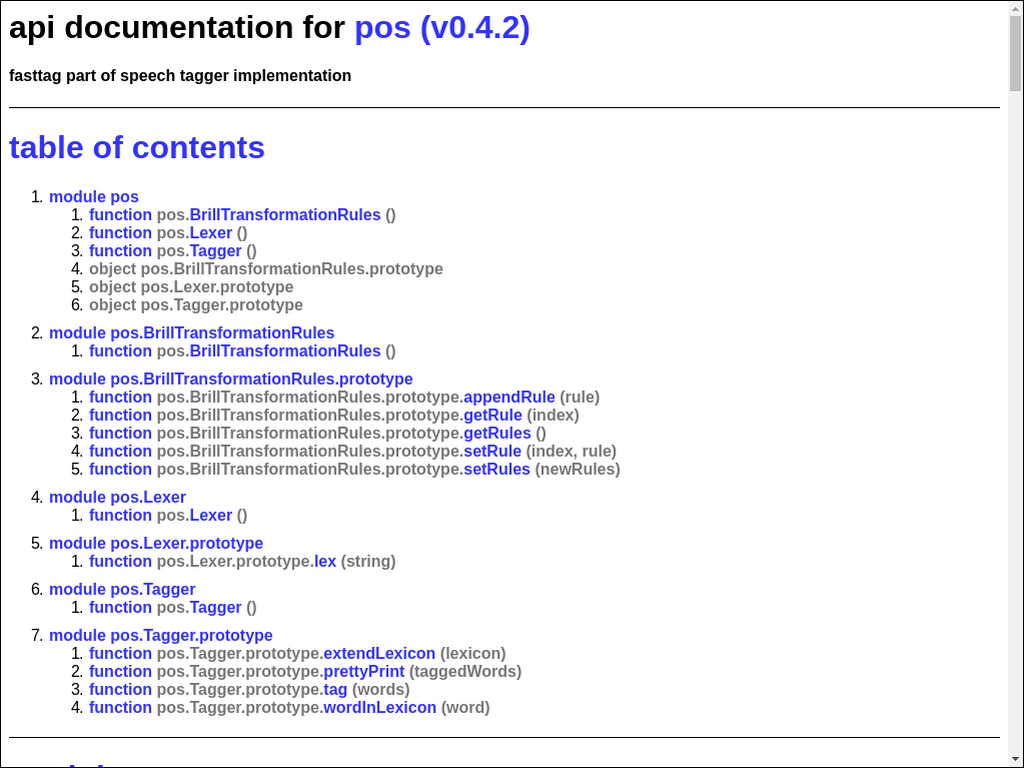 api documentation for pos (v0.4.2)
fasttag part of speech tagger implementation
table of contents
1. module pos
1. function pos.BrillTransformationRules ()
2. function pos.Lexer ()
3. function pos.Tagger ()
4. object pos.BrillTransformationRules.prototype
5. object pos.Lexer.prototype
6. object pos.Tagger.prototype
2. module pos.BrillTransformationRules
1. function pos.BrillTransformationRules ()
3. module pos.BrillTransformationRules.prototype
1. function pos.BrillTransformationRules.prototype.appendRule (rule)
2. function pos.BrillTransformationRules.prototype.getRule (index)
3. function pos.BrillTransformationRules.prototype.getRules ()
4. function pos.BrillTransformationRules.prototype.setRule (index, rule)
5. function pos.BrillTransformationRules.prototype.setRules (newRules)
4. module pos.Lexer
1. function pos.Lexer ()
5. module pos.Lexer.prototype
1. function pos.Lexer.prototype.lex (string)
6. module pos.Tagger
1. function pos.Tagger ()
7. module pos.Tagger.prototype
1. function pos.Tagger.prototype.extendLexicon (lexicon)
2. function pos.Tagger.prototype.prettyPrint (taggedWords)
3. function pos.Tagger.prototype.tag (words)
4. function pos.Tagger.prototype.wordInLexicon (word)